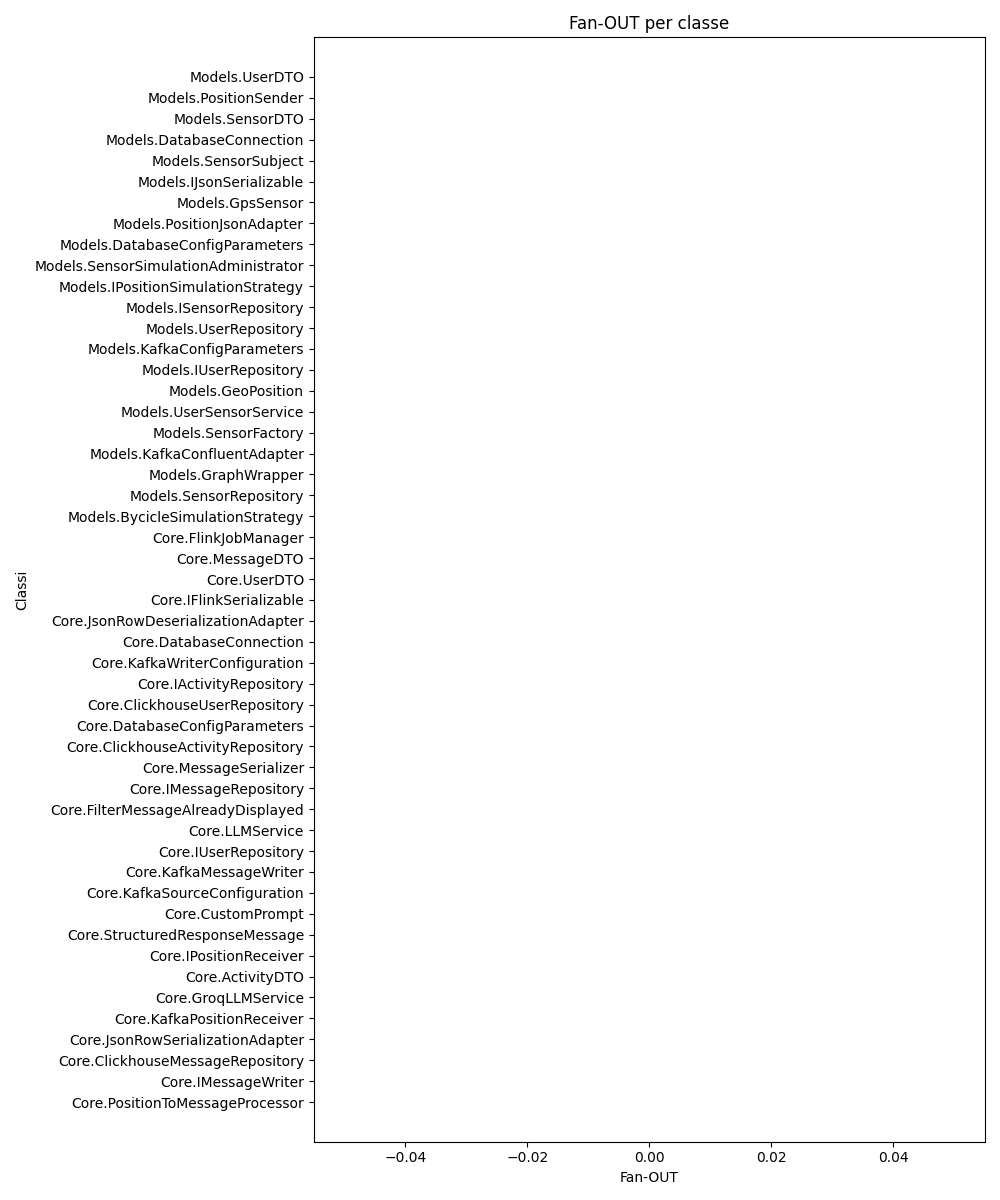 Fan-OUT per classe
Models.UserDTO
Models.PositionSender
Models.SensorDTO
Models.DatabaseConnection
Models.SensorSubject
Models.IJsonSerializable
Models.GpsSensor
Models.PositionJsonAdapter
Models.DatabaseConfigParameters
Models.SensorSimulationAdministrator
Models.IPositionSimulationStrategy
Models.ISensorRepository
Models.UserRepository
Models.KafkaConfigParameters
Models.IUserRepository
Models.GeoPosition
Models.UserSensorService
Models.SensorFactory
Models.KafkaConfluentAdapter
Models.GraphWrapper
Models.SensorRepository
Models.BycicleSimulationStrategy
Core.FlinkJobManager
Core.MessageDTO
Core.UserDTO
Core.IFlinkSerializable
Core.JsonRowDeserializationAdapter
Core.DatabaseConnection
Core.KafkaWriterConfiguration
Core.IActivityRepository
Core.ClickhouseUserRepository
Core.DatabaseConfigParameters
Core.ClickhouseActivityRepository
Core.MessageSerializer
Core.IMessageRepository
Core.FilterMessageAlreadyDisplayed
Core.LLMService
Core.IUserRepository
Core.KafkaMessageWriter
Core.KafkaSourceConfiguration
Core.CustomPrompt
Core.StructuredResponseMessage
Core.IPositionReceiver
Core.ActivityDTO
Core.GroqLLMService
Core.KafkaPositionReceiver
Core.JsonRowSerializationAdapter
Core.ClickhouseMessageRepository
Core.IMessageWriter
Core.PositionToMessageProcessor
Classi
−0.04 −0.02 0.00 0.02 0.04
Fan-OUT